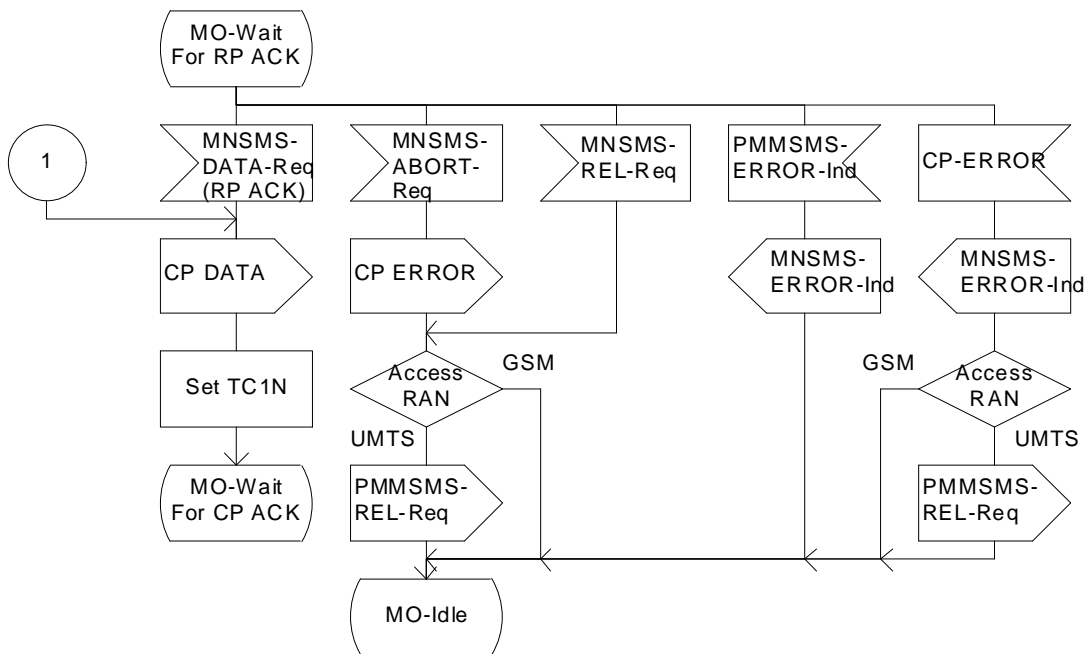 MO-Wait
For RP ACK
1
MNSMS-
DATA-Req
(RP ACK)
MNSMS-
ABORT-
Req
MNSMS-
REL-Req
PMMSMS-
ERROR-Ind
CP-ERROR
CP DATA
CP ERROR
MNSMS-
ERROR-Ind
MNSMS-
ERROR-Ind
Set TC1N
Access
RAN
GSM
UMTS
GSM
Access
RAN
UMTS
MO-Wait
For CP ACK
PMMSMS-
REL-Req
PMMSMS-
REL-Req
MO-Idle